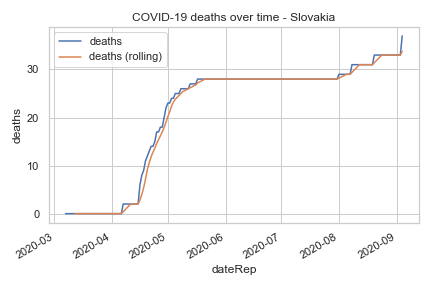 COVID-19 deaths over time - Slovakia
deaths
deaths (rolling)
30
20
10
0
deaths
2020-03
2020-04
2020-05
2020-06
2020-07
2020-08
2020-09
dateRep